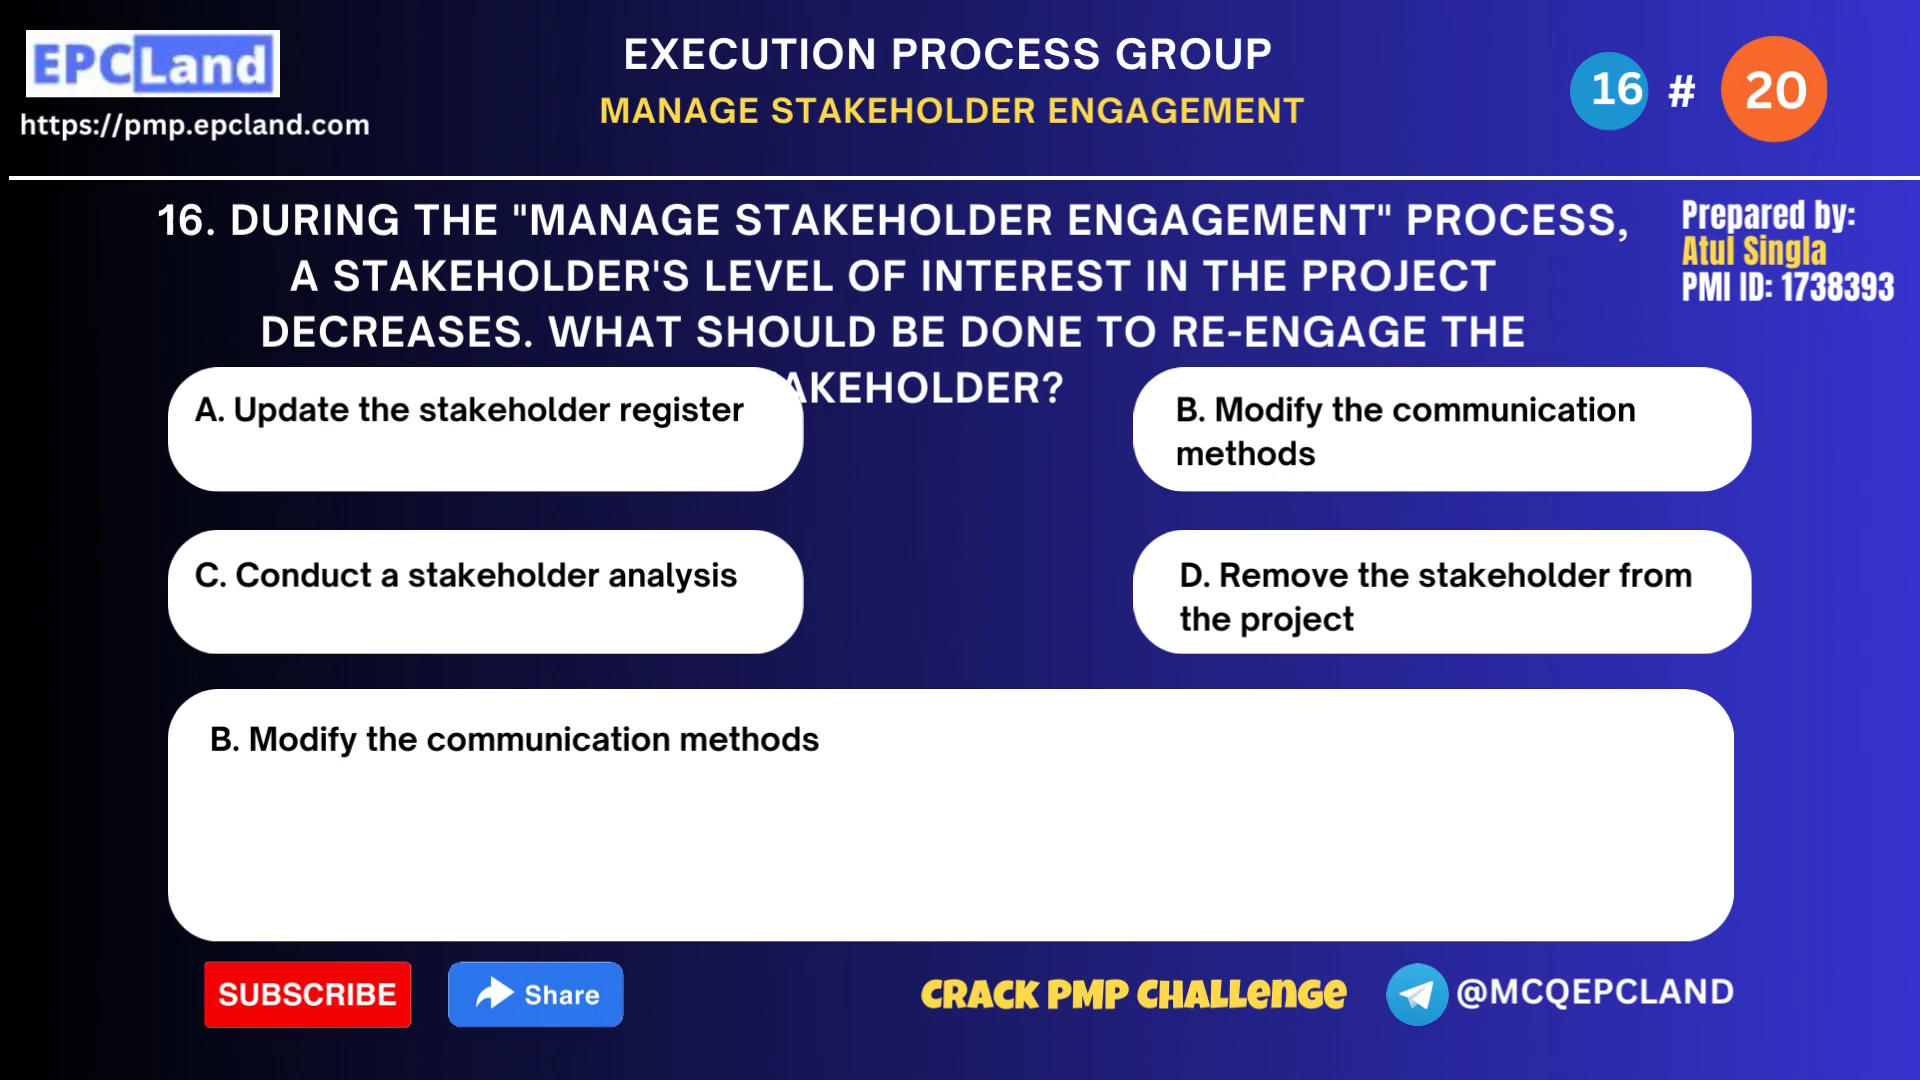 EPCLand
https://pmp.epcland.com
EXECUTION PROCESS GROUP
MANAGE STAKEHOLDER ENGAGEMENT
16 # 20
16. DURING THE "MANAGE STAKEHOLDER ENGAGEMENT" PROCESS,
A STAKEHOLDER'S LEVEL OF INTEREST IN THE PROJECT
DECREASES. WHAT SHOULD BE DONE TO RE-ENGAGE THE
AKEHOLDER?
Prepared by:
Atul Singla
PMI ID: 1738393
A. Update the stakeholder register
B. Modify the communication
methods
C. Conduct a stakeholder analysis
D. Remove the stakeholder from
the project
B. Modify the communication methods
SUBSCRIBE
Share
CRACK PMP CHALLENGE
@MCQEPCLAND